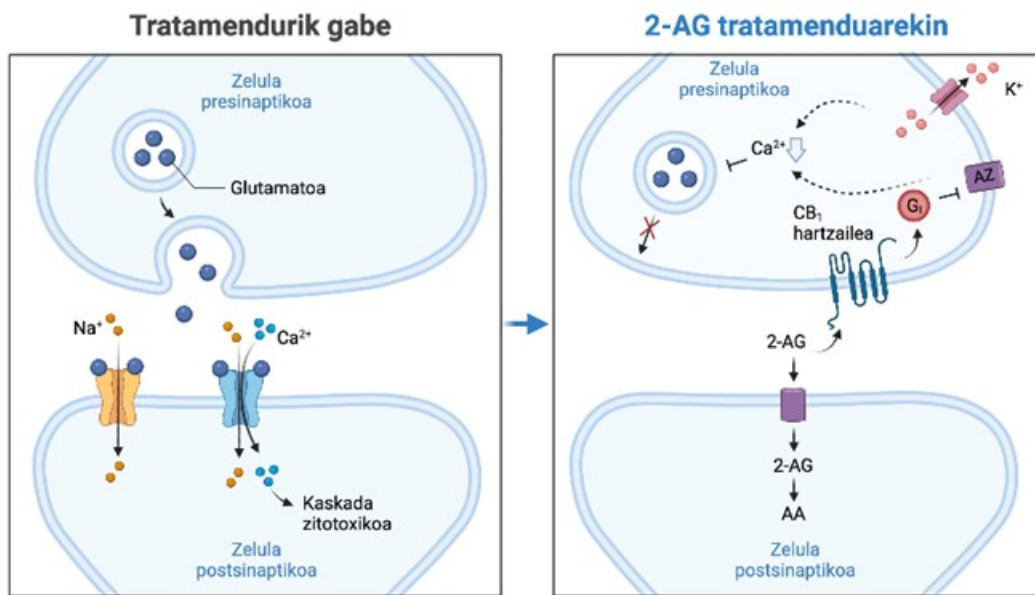 Tratamendurik gabe
Zelula
presinaptikoa
Glutamatoa
Na⁺
Ca²⁺
Kaskada
zitotoxikoa
Zelula
postsinaptikoa
2-AG tratamenduarekin
Zelula
presinaptikoa
K⁺
Ca²⁺
AZ
Gᵢ
CB₁
hartzailea
2-AG
2-AG
AA
Zelula
postsinaptikoa